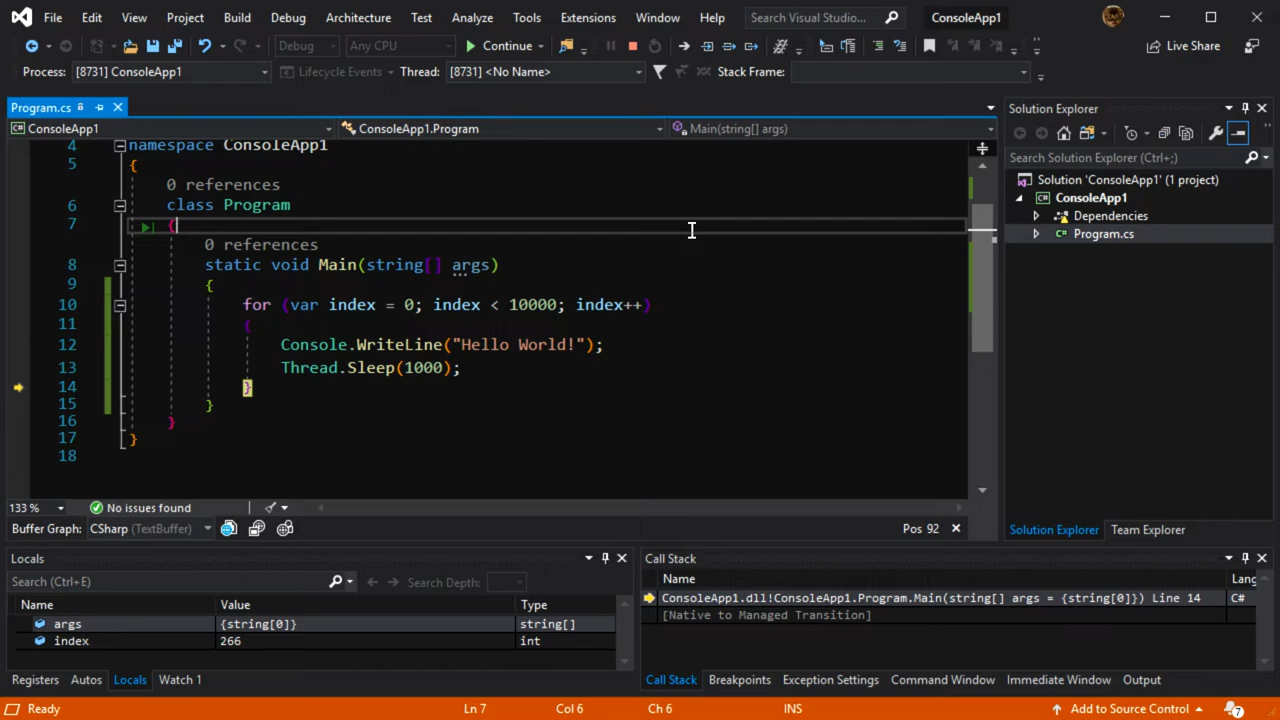 File Edit View Project Build Debug Architecture Test Analyze Tools Extensions Window Help Search Visual Studio... ConsoleApp1
Debug Any CPU Continue Live Share
Process: [8731] ConsoleApp1 Lifecycle Events Thread: [8731] <No Name> Stack Frame:
Program.cs
ConsoleApp1 ConsoleApp1.Program Main(string[] args)
4 namespace ConsoleApp1
5 {
0 references
6 class Program
7 {
0 references
8 static void Main(string[] args)
9 {
10 for (var index = 0; index < 10000; index++)
11 {
12 Console.WriteLine("Hello World!");
13 Thread.Sleep(1000);
14 }
15 }
16 }
17 }
18
133 % No issues found
Buffer Graph: CSharp (TextBuffer) Pos 92
Solution Explorer
Search Solution Explorer (Ctrl+;)
Solution 'ConsoleApp1' (1 project)
ConsoleApp1
Dependencies
C# Program.cs
Solution Explorer Team Explorer
Locals
Search (Ctrl+E) Search Depth:
Name Value Type
args {string[0]} string[]
index 266 int
Registers Autos Locals Watch 1
Call Stack
Name Lang
ConsoleApp1.dll!ConsoleApp1.Program.Main(string[] args = {string[0]}) Line 14 C#
[Native to Managed Transition]
Call Stack Breakpoints Exception Settings Command Window Immediate Window Output
Ready Ln 7 Col 6 Ch 6 INS Add to Source Control 7